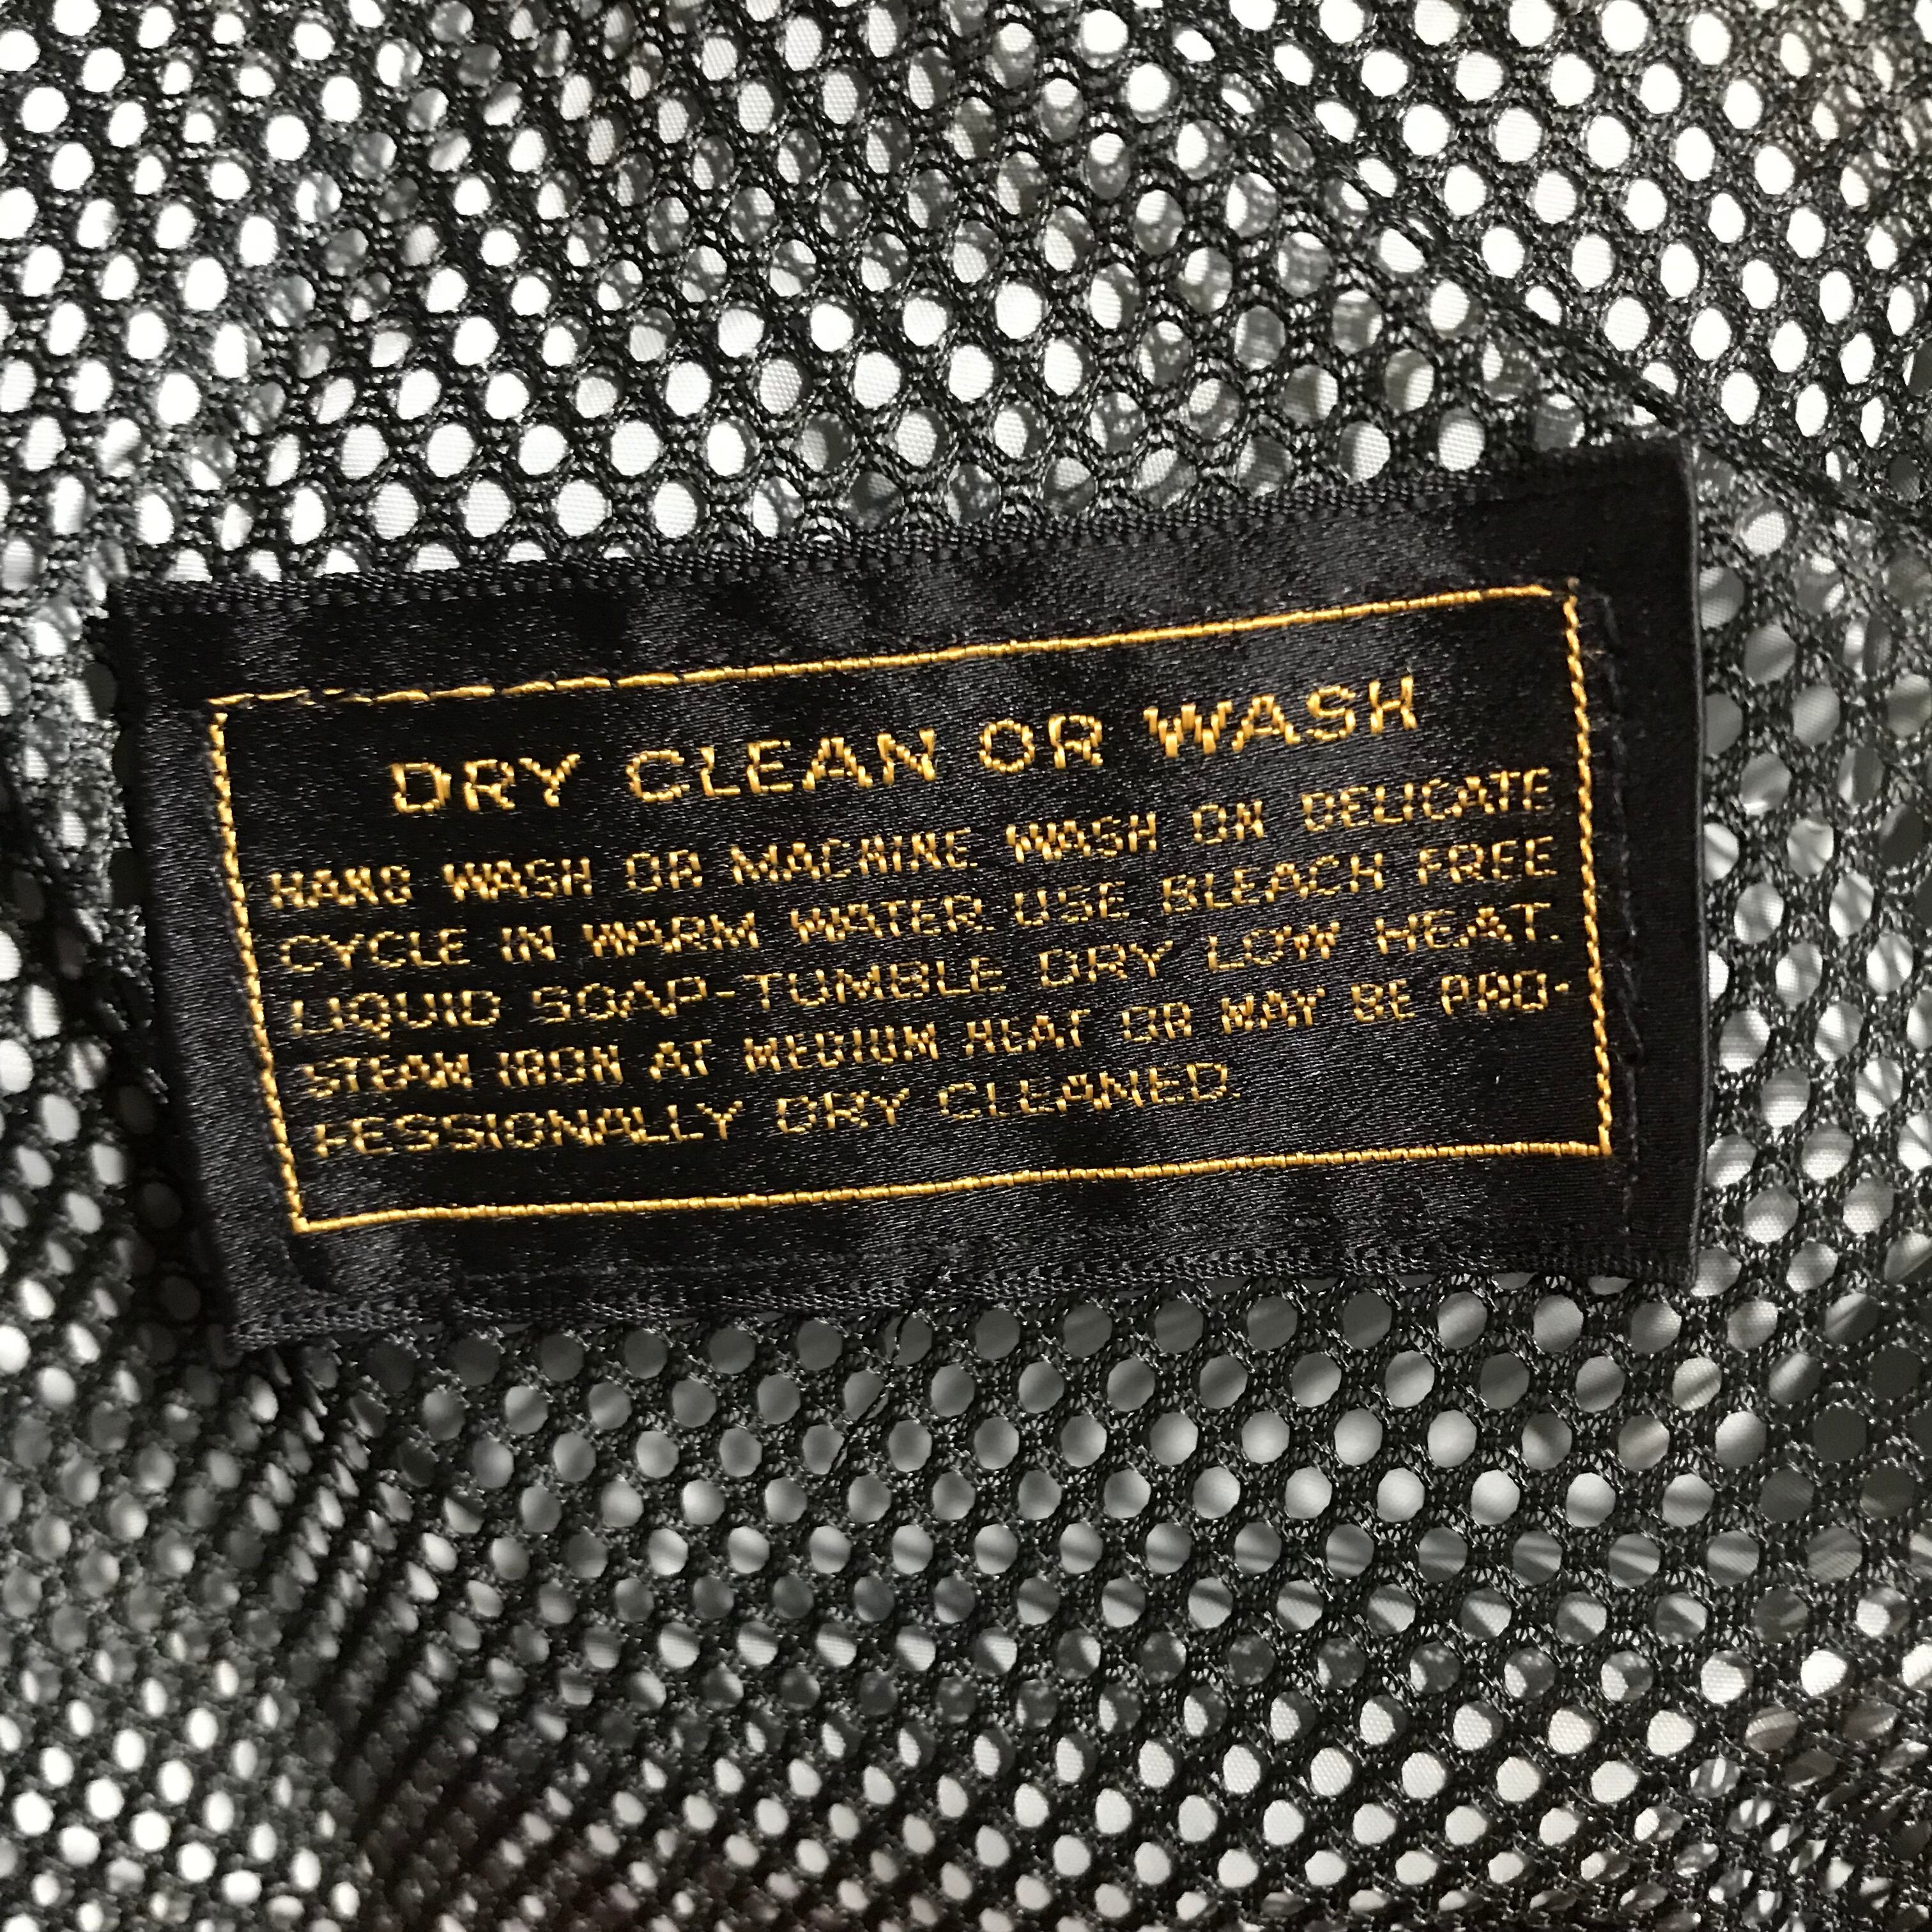 DRY CLEAN OR WASH
HAND WASH OR MACHINE WASH ON DELICATE
CYCLE IN WARM WATER. USE BLEACH FREE
LIQUID SOAP-TUMBLE DRY LOW HEAT.
STEAM IRON AT MEDIUM HEAT OR MAY BE PRO-
FESSIONALLY DRY CLEANED.